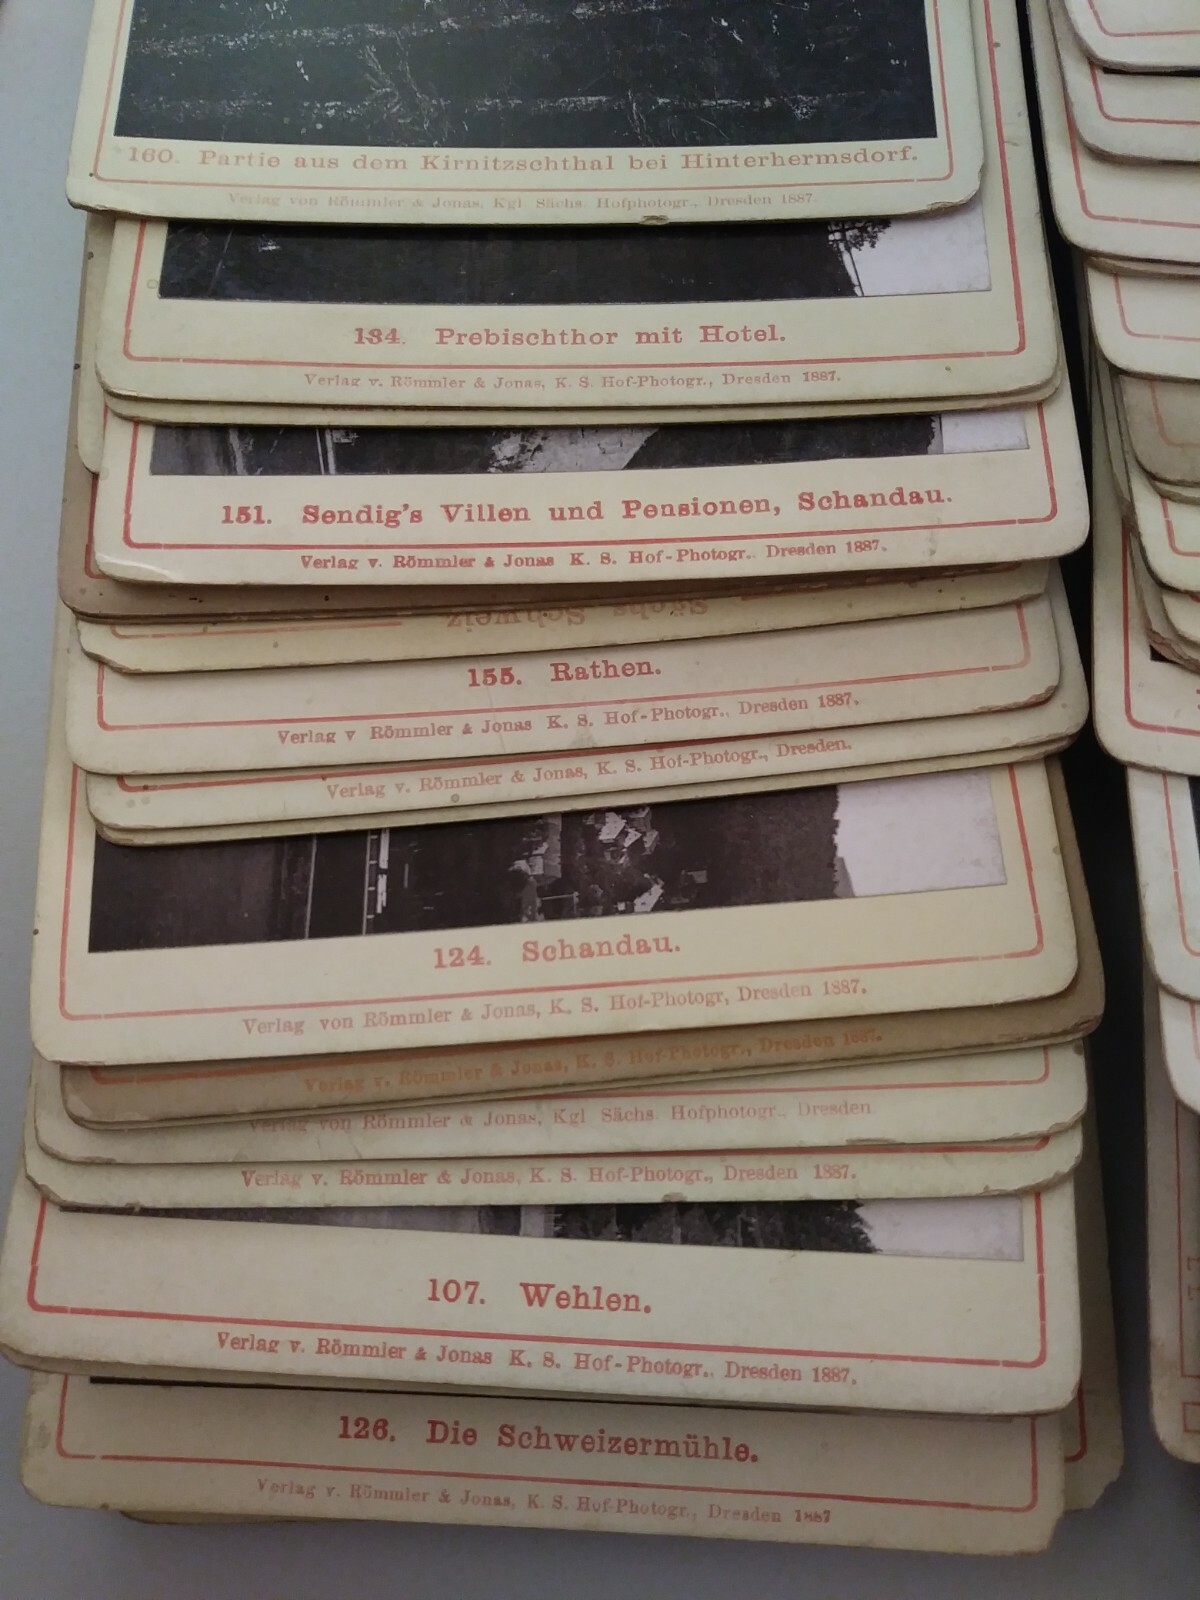 160. Partie aus dem Kirnitzschthal bei Hinterhermsdorf.
Verlag von Römmler & Jonas, Kgl. Sächs. Hofphotogr., Dresden 1887.
134. Prebischthor mit Hotel.
Verlag v. Römmler & Jonas, K. S. Hof-Photogr., Dresden 1887.
151. Sendig's Villen und Pensionen, Schandau.
Verlag v. Römmler & Jonas K. S. Hof-Photogr., Dresden 1887.
Sächs. Schweiz
155. Rathen.
Verlag v Römmler & Jonas K. S. Hof-Photogr., Dresden 1887.
Verlag v. Römmler & Jonas, K. S. Hof-Photogr., Dresden.
124. Schandau.
Verlag von Römmler & Jonas, K. S. Hof-Photogr, Dresden 1887.
Verlag v. Römmler & Jonas, K. S. Hof-Photogr., Dresden 1887.
Verlag von Römmler & Jonas, Kgl. Sächs. Hofphotogr., Dresden
Verlag v. Römmler & Jonas, K. S. Hof-Photogr., Dresden 1887.
107. Wehlen.
Verlag v. Römmler & Jonas K. S. Hof-Photogr., Dresden 1887.
126. Die Schweizermühle.
Verlag v. Römmler & Jonas, K. S. Hof-Photogr., Dresden 1887